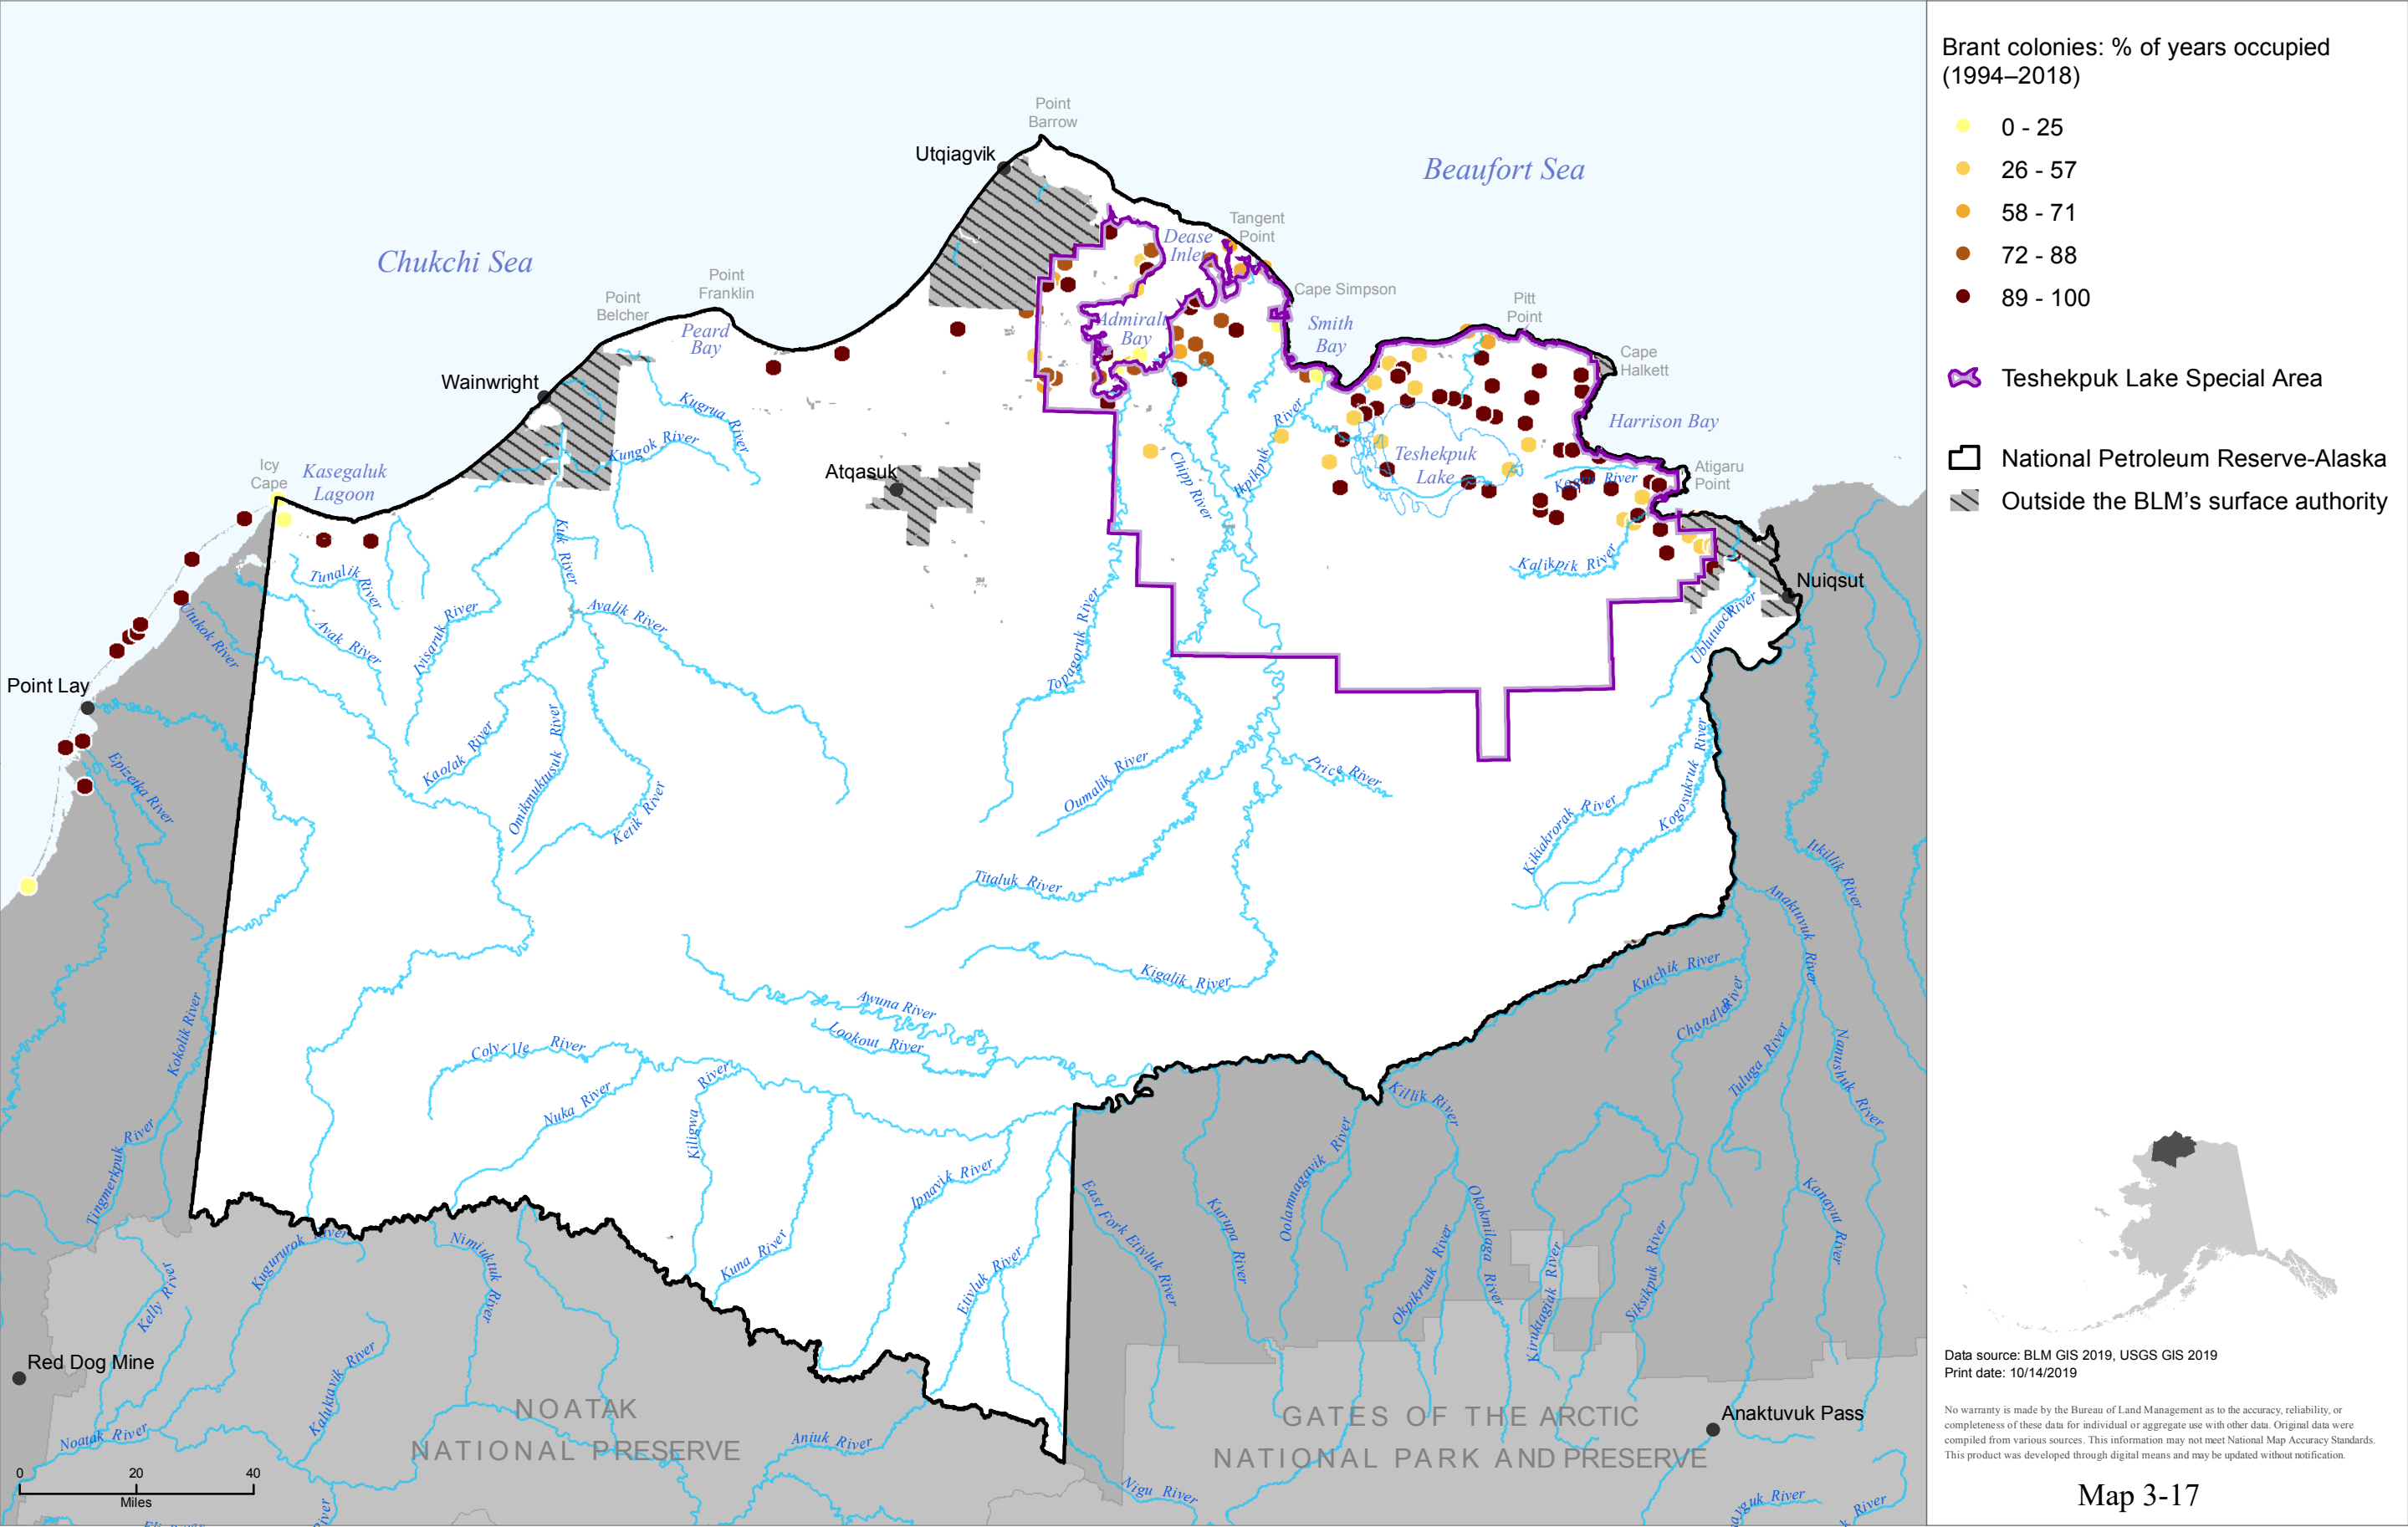 Point
Barrow
Utqiagvik
Beaufort Sea
Tangent
Point
Dease
Inlet
Chukchi Sea
Point
Franklin
Point
Belcher
Peard
Bay
Cape Simpson
Pitt
Point
Smith
Bay
Admiralty
Bay
Cape
Halkett
Wainwright
Kugrua River
Harrison Bay
Kungok River
Icy
Cape
Kasegaluk
Lagoon
Atqasuk
Chipp River
Ikpikpuk River
Teshekpuk
Lake
Kogru River
Atigaru
Point
Kuk River
Kalikpik River
Nuiqsut
Tunalik River
Utukok River
Avak River
Ivisaruk River
Avalik River
Topagoruk River
Ublutuoch River
Point Lay
Epizetka River
Kaolak River
Omikmuktusuk River
Ketik River
Oumalik River
Price River
Kikiakrorak River
Kogosukruk River
Itkillik River
Titaluk River
Anaktuvuk River
Kigalik River
Kutchik River
Chandler River
Awuna River
Lookout River
Kokolik River
Colville River
Nuka River
Kiligwa River
Killik River
Tuluga River
Nanushuk River
Tingmerkpuk River
Ipnavik River
East Fork Etivluk River
Kurupa River
Oolamnagavik River
Okpikruak River
Okokmilaga River
Kiruktagiak River
Siksikpuk River
Kanayut River
Kugururok River
Nimiuktuk River
Kelly River
Kuna River
Etivluk River
Red Dog Mine
Kaluktavik River
Noatak River
NOATAK
NATIONAL PRESERVE
Aniuk River
GATES OF THE ARCTIC
NATIONAL PARK AND PRESERVE
Anaktuvuk Pass
Nigu River
River
River
0 20 40
Miles
Brant colonies: % of years occupied
(1994–2018)
0 - 25
26 - 57
58 - 71
72 - 88
89 - 100
Teshekpuk Lake Special Area
National Petroleum Reserve-Alaska
Outside the BLM's surface authority
Data source: BLM GIS 2019, USGS GIS 2019
Print date: 10/14/2019
No warranty is made by the Bureau of Land Management as to the accuracy, reliability, or
completeness of these data for individual or aggregate use with other data. Original data were
compiled from various sources. This information may not meet National Map Accuracy Standards.
This product was developed through digital means and may be updated without notification.
Map 3-17